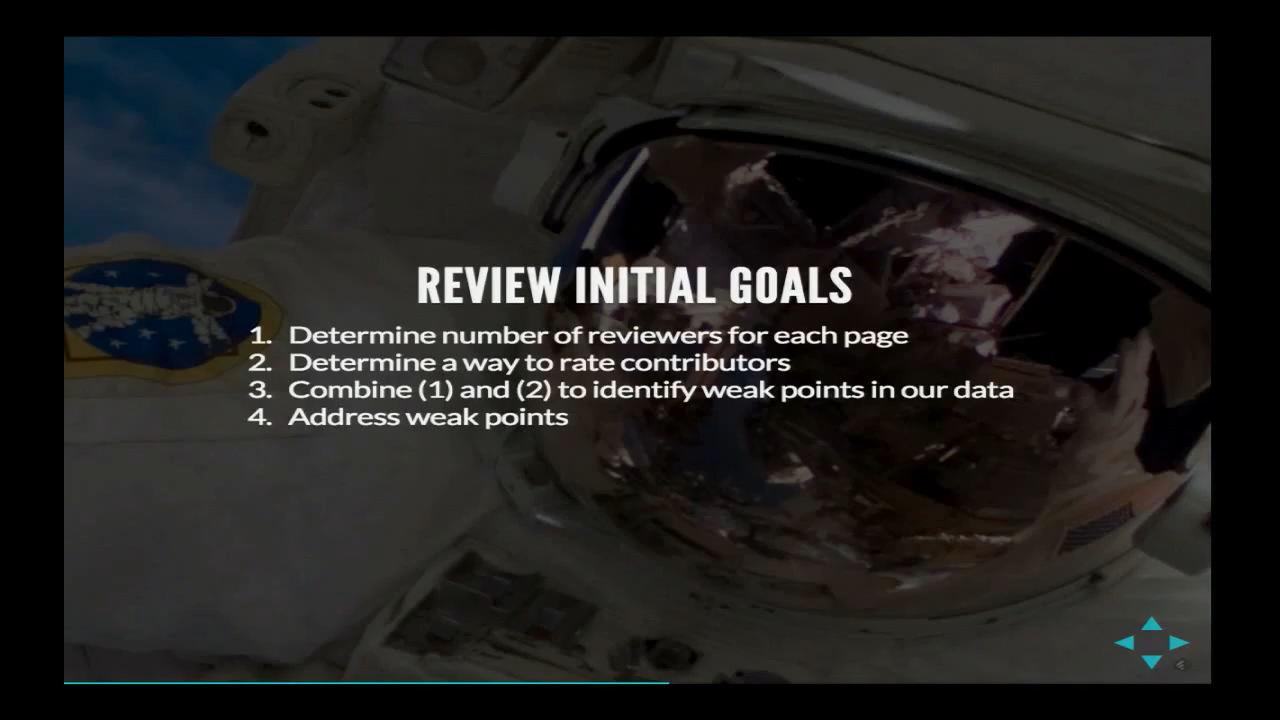 REVIEW INITIAL GOALS
1. Determine number of reviewers for each page
2. Determine a way to rate contributors
3. Combine (1) and (2) to identify weak points in our data
4. Address weak points